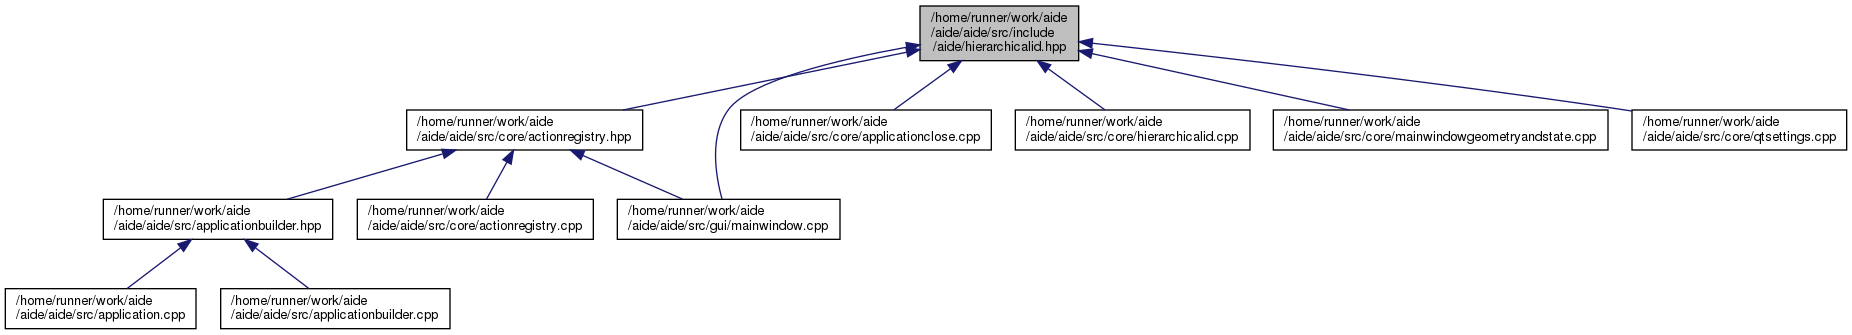 /home/runner/work/aide
/aide/aide/src/include
/aide/hierarchicalid.hpp
/home/runner/work/aide
/aide/aide/src/core/actionregistry.hpp
/home/runner/work/aide
/aide/aide/src/core/applicationclose.cpp
/home/runner/work/aide
/aide/aide/src/core/hierarchicalid.cpp
/home/runner/work/aide
/aide/aide/src/core/mainwindowgeometryandstate.cpp
/home/runner/work/aide
/aide/aide/src/core/qtsettings.cpp
/home/runner/work/aide
/aide/aide/src/applicationbuilder.hpp
/home/runner/work/aide
/aide/aide/src/core/actionregistry.cpp
/home/runner/work/aide
/aide/aide/src/gui/mainwindow.cpp
/home/runner/work/aide
/aide/aide/src/application.cpp
/home/runner/work/aide
/aide/aide/src/applicationbuilder.cpp